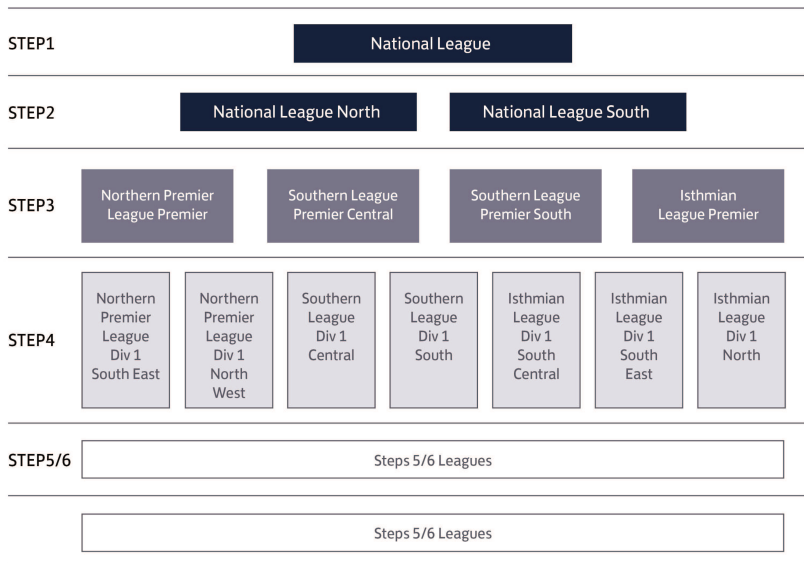 STEP1
National League
STEP2
National League North
National League South
STEP3
Northern Premier
League Premier
Southern League
Premier Central
Southern League
Premier South
Isthmian
League Premier
STEP4
Northern
Premier
League
Div 1
South East
Northern
Premier
League
Div 1
North
West
Southern
League
Div 1
Central
Southern
League
Div 1
South
Isthmian
League
Div 1
South
Central
Isthmian
League
Div 1
South
East
Isthmian
League
Div 1
North
STEP5/6
Steps 5/6 Leagues
Steps 5/6 Leagues